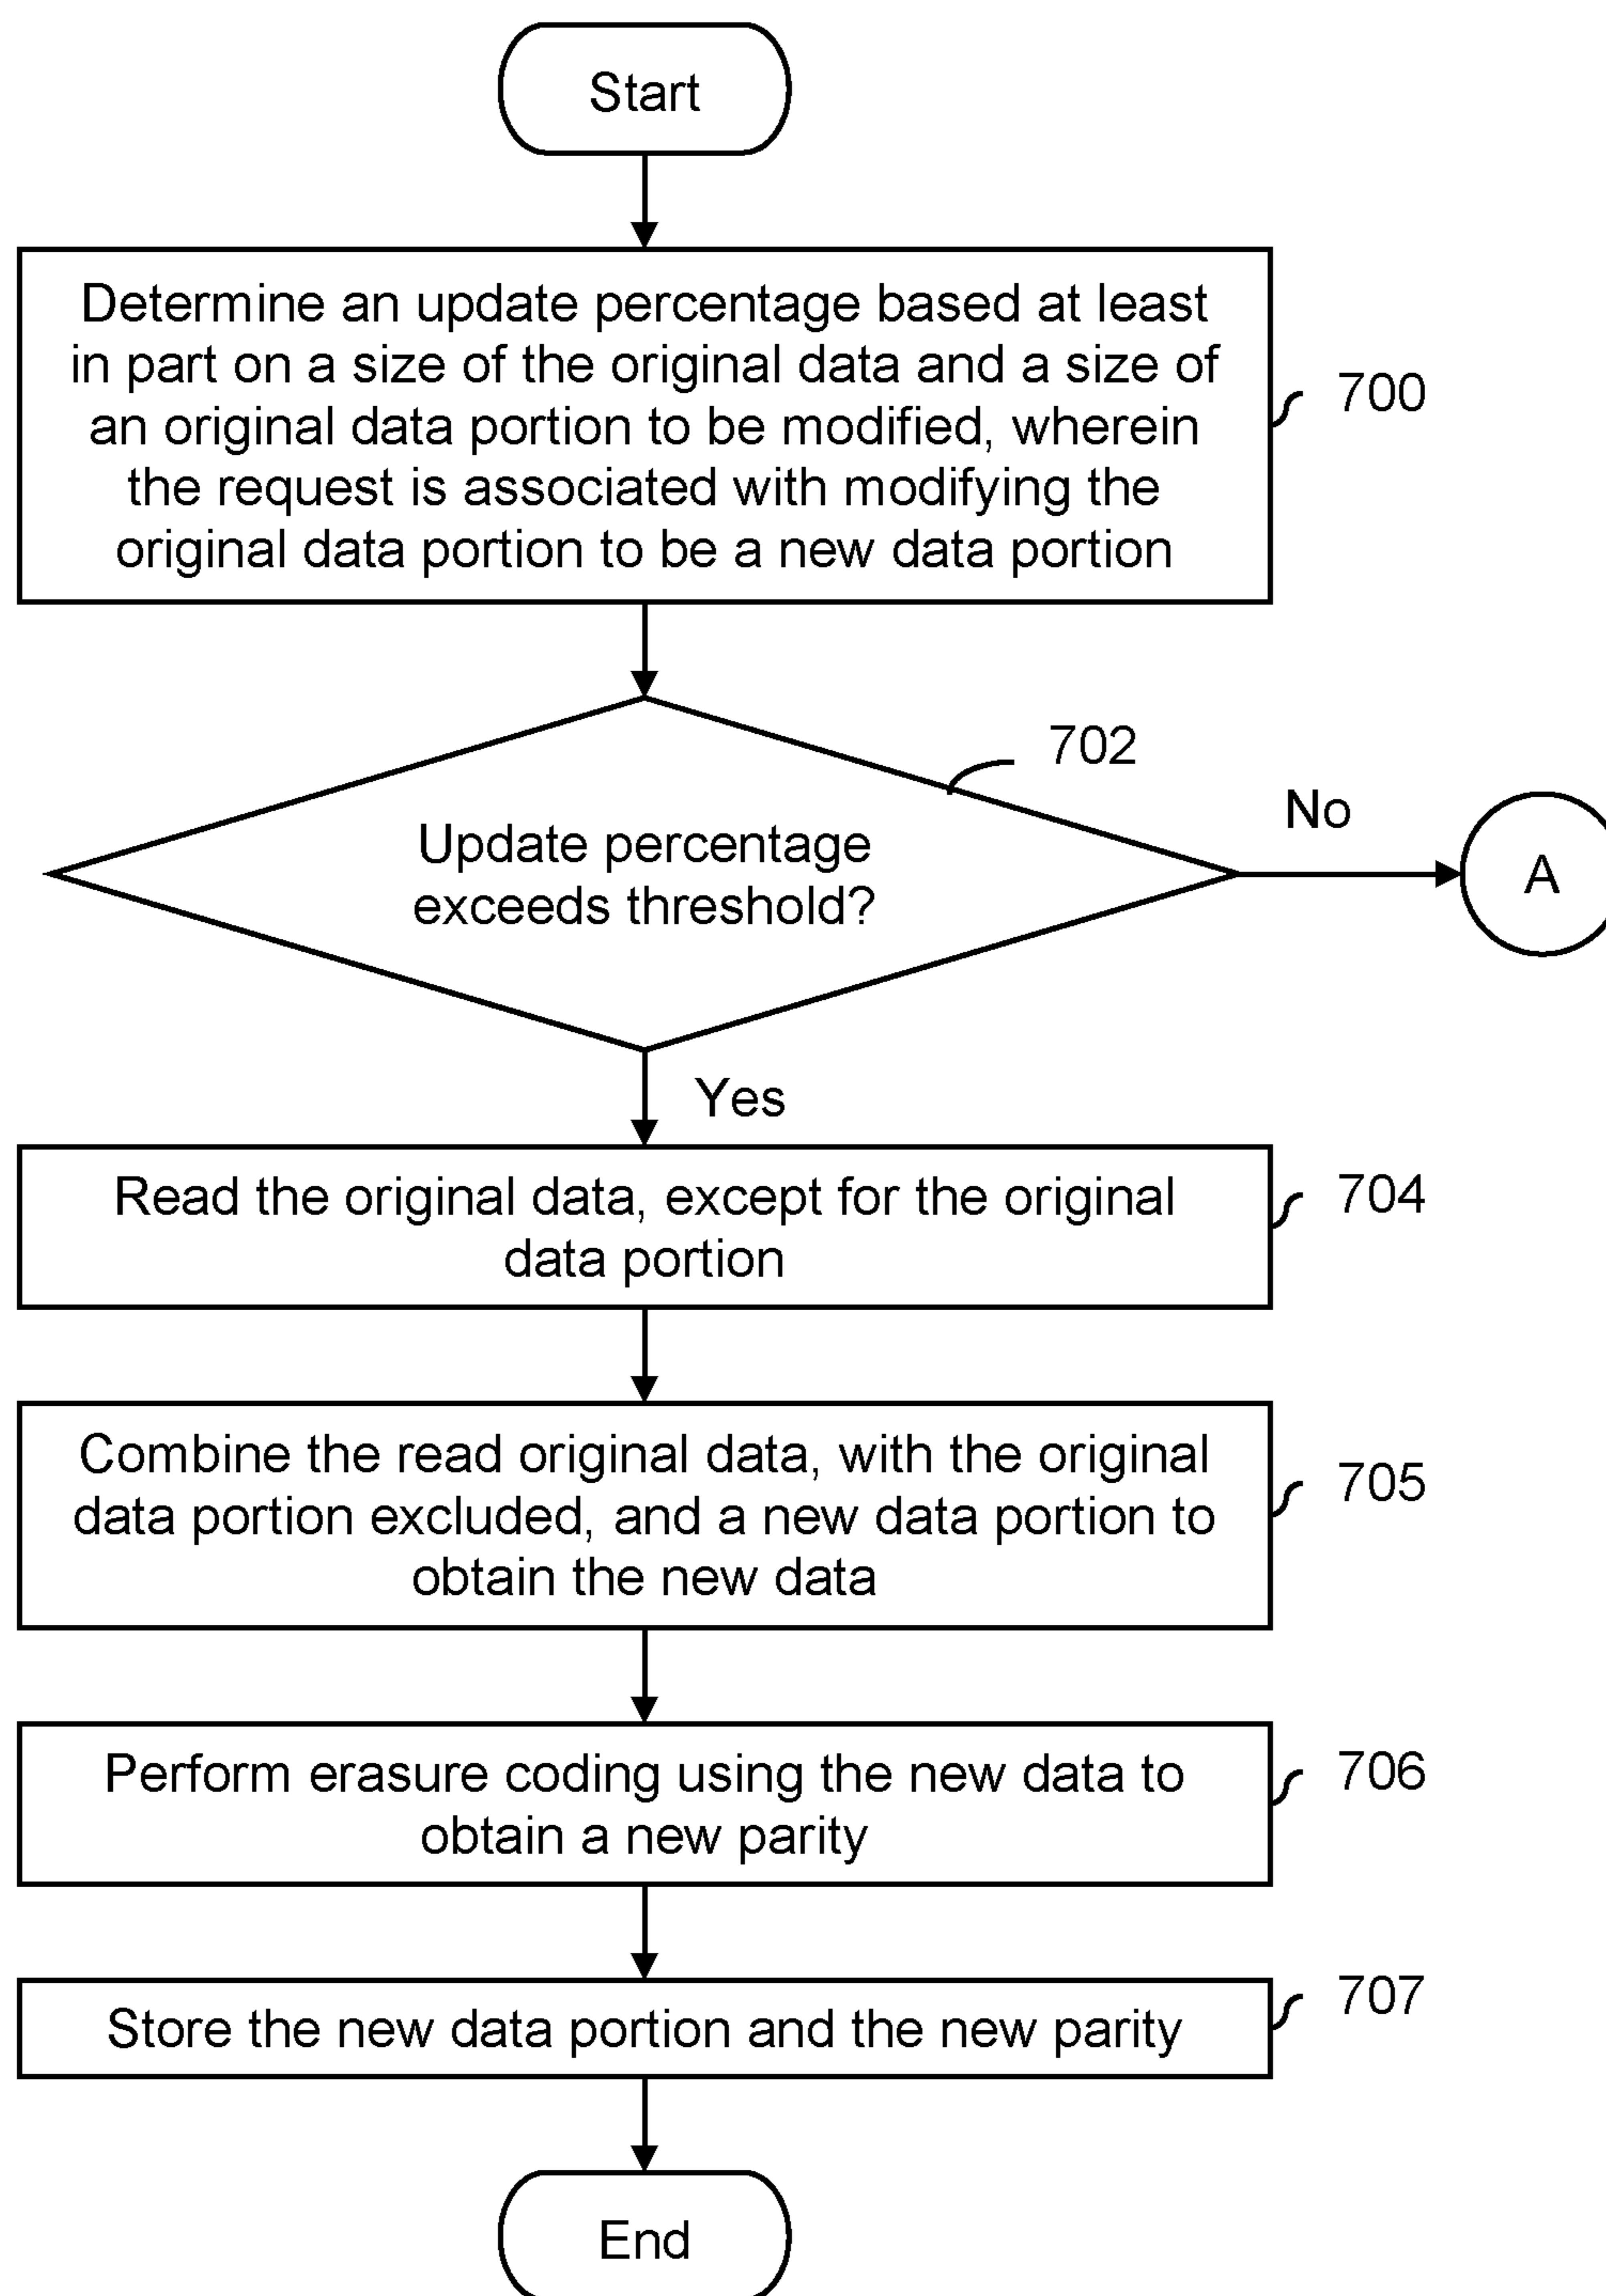 Start
Determine an update percentage based at least
in part on a size of the original data and a size of
an original data portion to be modified, wherein
the request is associated with modifying the
original data portion to be a new data portion
700
702
Update percentage
exceeds threshold?
No
A
Yes
Read the original data, except for the original
data portion
704
Combine the read original data, with the original
data portion excluded, and a new data portion to
obtain the new data
705
Perform erasure coding using the new data to
obtain a new parity
706
Store the new data portion and the new parity
707
End